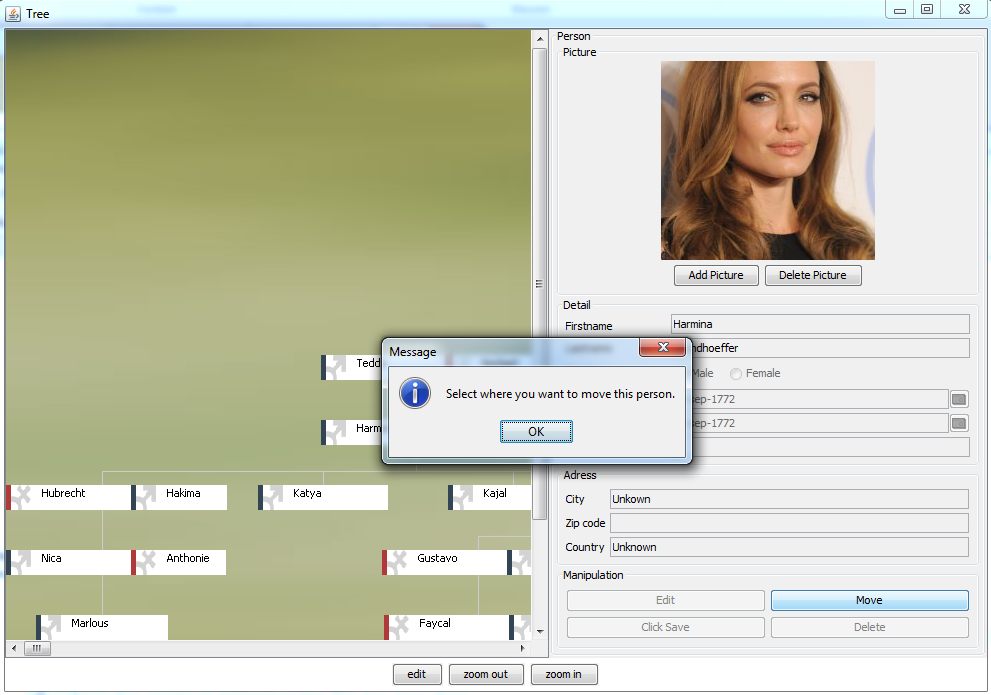 Tree
Person
Picture
Add Picture
Delete Picture
Detail
Firstname
Harmina
ndhoeffer
Male
Female
ep-1772
ep-1772
Tedd
Harm
Message
Select where you want to move this person.
OK
Hubrecht
Hakima
Katya
Kajal
Nica
Anthonie
Gustavo
Marlous
Faycal
Adress
City
Unkown
Zip code
Country
Unknown
Manipulation
Edit
Move
Click Save
Delete
edit
zoom out
zoom in